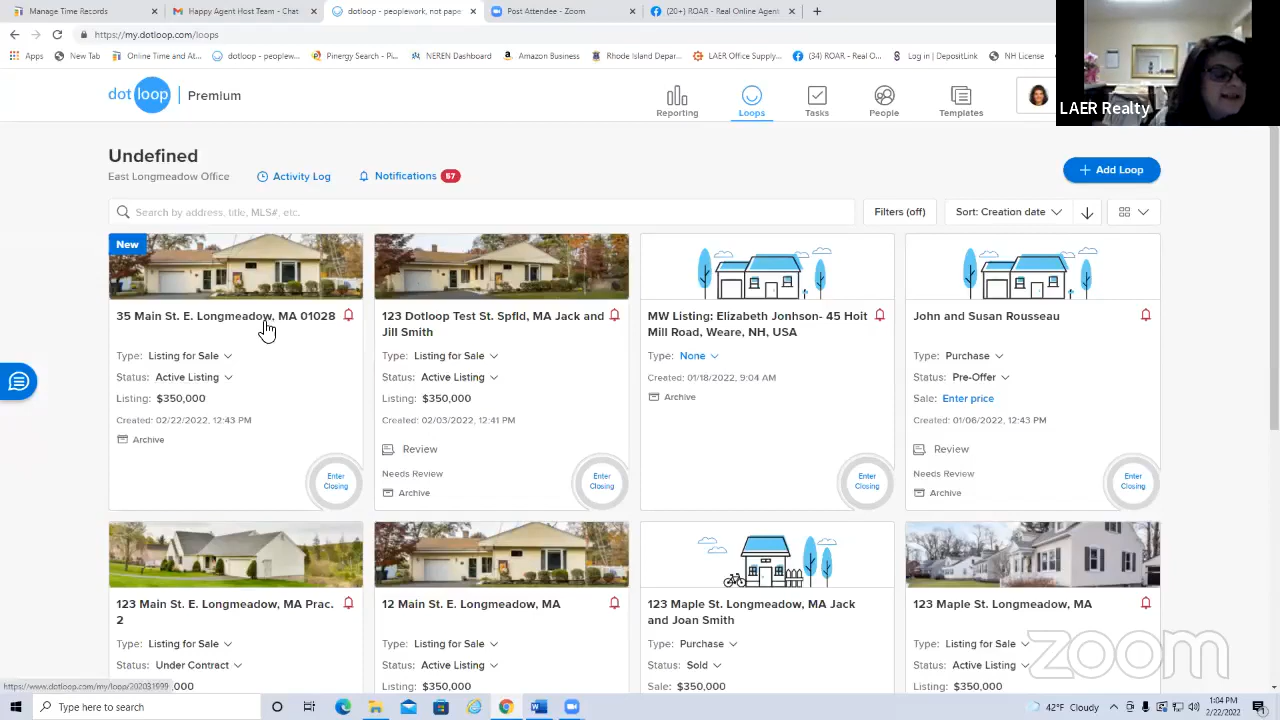 Manage Templates
Happy Agent Host Team - Chat
dotloop - peoplework, not pape
Post Attendee - Zoom
(20+) ROAR - Real Online Agent
https://my.dotloop.com/loops
Apps
New Tab
Online Time and At...
dotloop - peoplew...
Pinergy Search - Pi...
NEREN Dashboard
Amazon Business
Rhode Island Depar...
LAER Office Supply...
(34) ROAR - Real O...
Log in | DepositLink
NH License
LAER Realty
dotloop
Premium
Reporting
Loops
Tasks
People
Templates
Undefined
East Longmeadow Office
Activity Log
Notifications 57
+ Add Loop
Search by address, title, MLS#, etc.
Filters (off)
Sort: Creation date
New
35 Main St. E. Longmeadow, MA 01028
Type: Listing for Sale
Status: Active Listing
Listing: $350,000
Created: 02/22/2022, 12:43 PM
Archive
Enter Closing
123 Dotloop Test St. Spfld, MA Jack and
Jill Smith
Type: Listing for Sale
Status: Active Listing
Listing: $350,000
Created: 02/03/2022, 12:41 PM
Review
Needs Review
Archive
Enter Closing
MW Listing: Elizabeth Jonhson- 45 Hoit
Mill Road, Weare, NH, USA
Type: None
Created: 01/18/2022, 9:04 AM
Archive
Enter Closing
John and Susan Rousseau
Type: Purchase
Status: Pre-Offer
Sale: Enter price
Created: 01/06/2022, 12:43 PM
Review
Needs Review
Archive
Enter Closing
123 Main St. E. Longmeadow, MA Prac.
2
Type: Listing for Sale
Status: Under Contract
,000
12 Main St. E. Longmeadow, MA
Type: Listing for Sale
Status: Active Listing
Listing: $350,000
123 Maple St. Longmeadow, MA Jack
and Joan Smith
Type: Purchase
Status: Sold
Sale: $350,000
123 Maple St. Longmeadow, MA
Type: Listing for Sale
Status: Active Listing
Listing: $350,000
zoom
https://www.dotloop.com/my/loop/202031999
Type here to search
42°F Cloudy
1:04 PM
2/22/2022